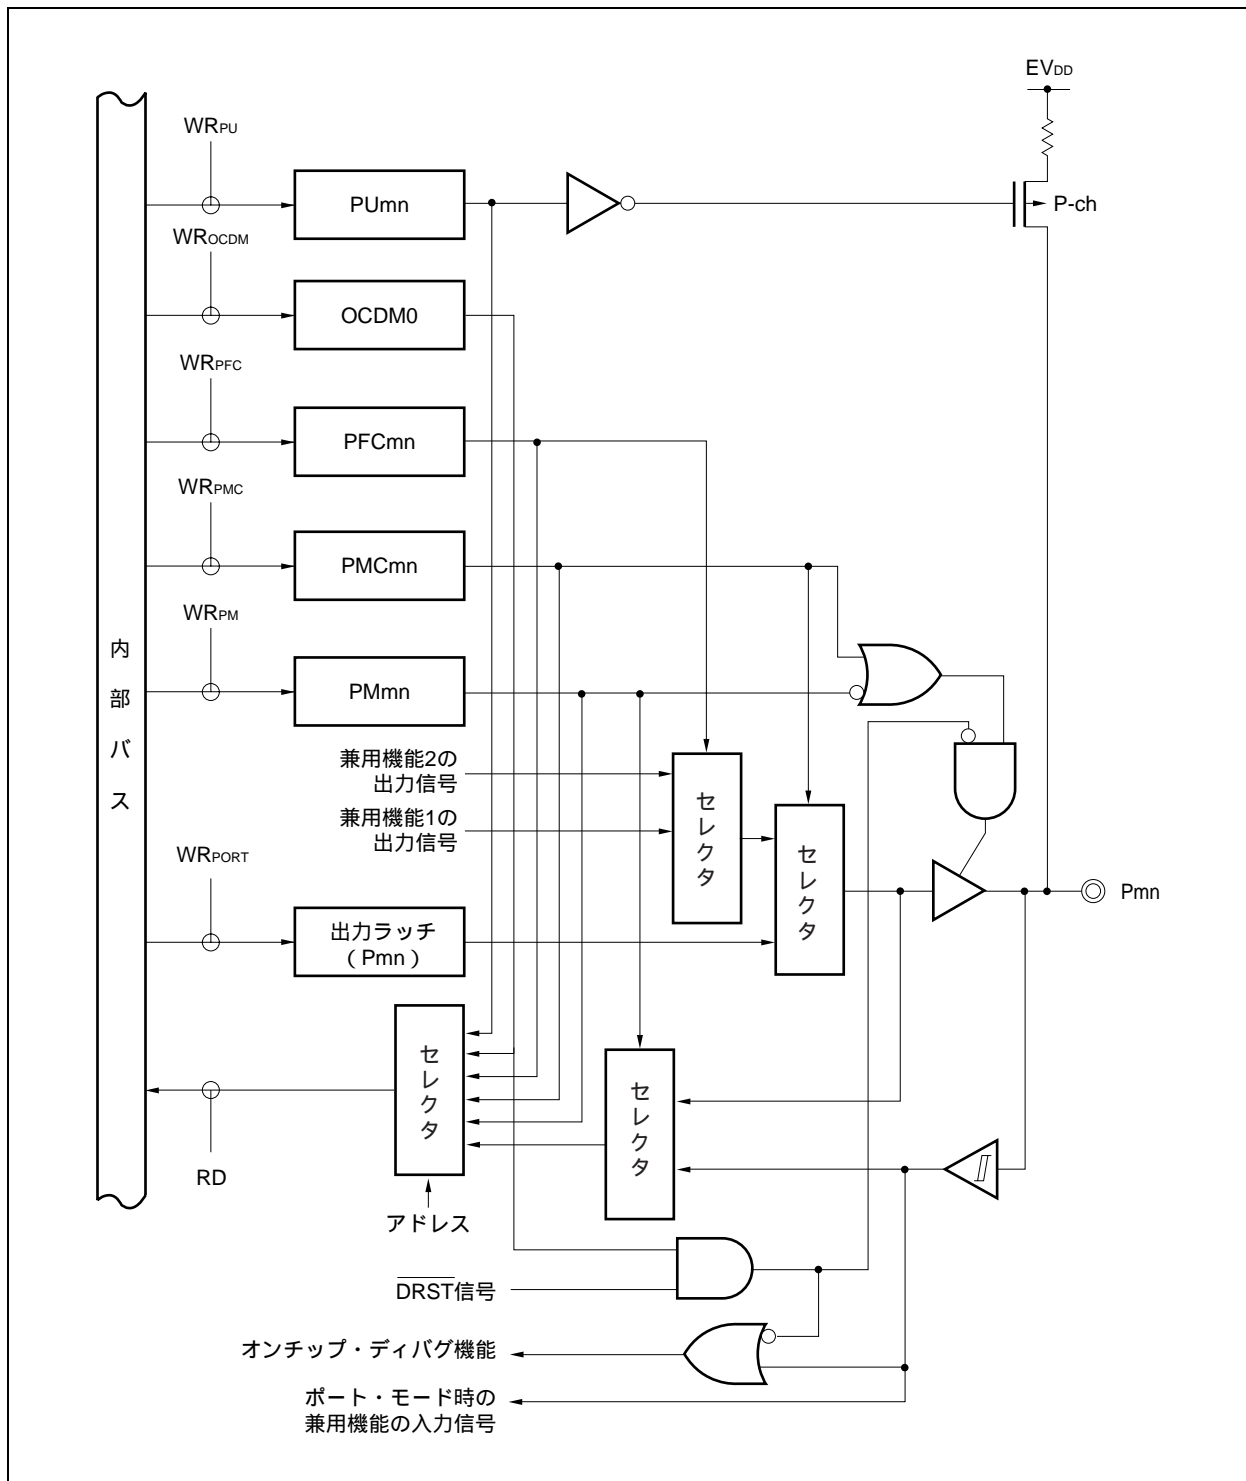 EVDD
WRPU
PUmn
P-ch
WROCDM
OCDM0
WRPFC
PFCmn
WRPMC
PMCmn
WRPM
PMmn
内部バス
兼用機能2の
出力信号
兼用機能1の
出力信号
セレクタ
セレクタ
WRPORT
出力ラッチ
(Pmn)
Pmn
セレクタ
セレクタ
RD
アドレス
DRST信号
オンチップ・ディバグ機能
ポート・モード時の
兼用機能の入力信号